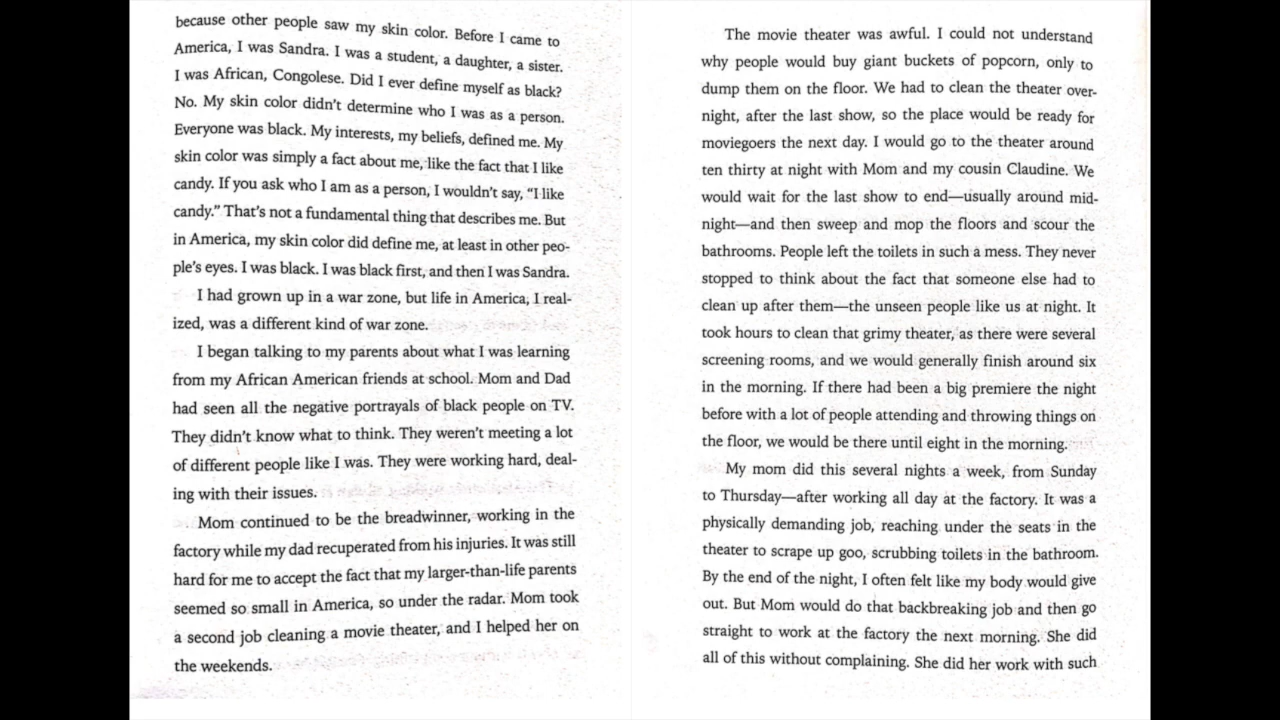 because other people saw my skin color. Before I came to
America, I was Sandra. I was a student, a daughter, a sister.
I was African, Congolese. Did I ever define myself as black?
No. My skin color didn't determine who I was as a person.
Everyone was black. My interests, my beliefs, defined me. My
skin color was simply a fact about me, like the fact that I like
candy. If you ask who I am as a person, I wouldn't say, "I like
candy." That's not a fundamental thing that describes me. But
in America, my skin color did define me, at least in other peo-
ple's eyes. I was black. I was black first, and then I was Sandra.
I had grown up in a war zone, but life in America, I real-
ized, was a different kind of war zone.
I began talking to my parents about what I was learning
from my African American friends at school. Mom and Dad
had seen all the negative portrayals of black people on TV.
They didn't know what to think. They weren't meeting a lot
of different people like I was. They were working hard, deal-
ing with their issues.
Mom continued to be the breadwinner, working in the
factory while my dad recuperated from his injuries. It was still
hard for me to accept the fact that my larger-than-life parents
seemed so small in America, so under the radar. Mom took
a second job cleaning a movie theater, and I helped her on
the weekends.
The movie theater was awful. I could not understand
why people would buy giant buckets of popcorn, only to
dump them on the floor. We had to clean the theater over-
night, after the last show, so the place would be ready for
moviegoers the next day. I would go to the theater around
ten thirty at night with Mom and my cousin Claudine. We
would wait for the last show to end—usually around mid-
night—and then sweep and mop the floors and scour the
bathrooms. People left the toilets in such a mess. They never
stopped to think about the fact that someone else had to
clean up after them—the unseen people like us at night. It
took hours to clean that grimy theater, as there were several
screening rooms, and we would generally finish around six
in the morning. If there had been a big premiere the night
before with a lot of people attending and throwing things on
the floor, we would be there until eight in the morning.
My mom did this several nights a week, from Sunday
to Thursday—after working all day at the factory. It was a
physically demanding job, reaching under the seats in the
theater to scrape up goo, scrubbing toilets in the bathroom.
By the end of the night, I often felt like my body would give
out. But Mom would do that backbreaking job and then go
straight to work at the factory the next morning. She did
all of this without complaining. She did her work with such